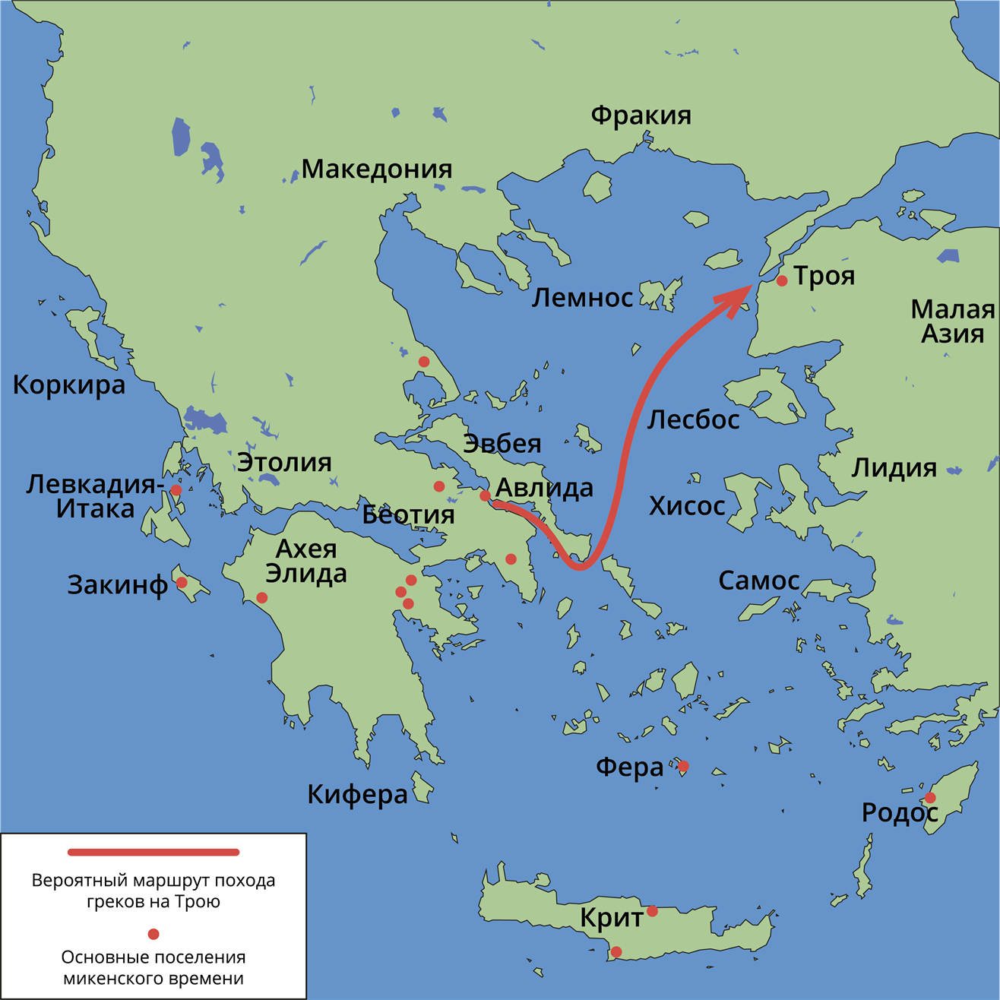 Фракия
Македония
Троя
Лемнос
Малая
Азия
Коркира
Лесбос
Эвбея
Этолия
Лидия
Левкадия-
Итака
Авлида
Хисос
Беотия
Ахея
Элида
Закинф
Самос
Фера
Кифера
Родос
Крит
Вероятный маршрут похода
греков на Трою
Основные поселения
микенского времени